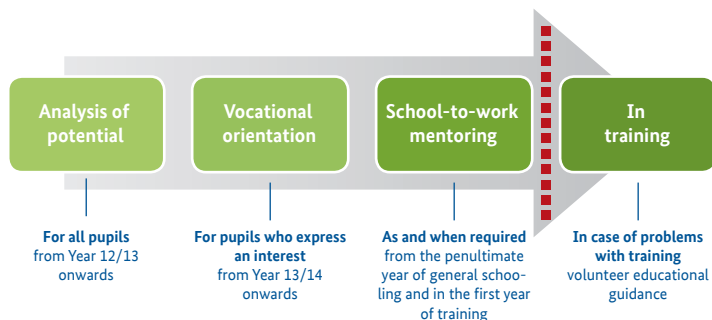 Analysis of
potential
Vocational
orientation
School-to-work
mentoring
In
training
For all pupils
from Year 12/13
onwards
For pupils who express
an interest
from Year 13/14
onwards
As and when required
from the penultimate
year of general schoo-
ling and in the first year
of training
In case of problems
with training
volunteer educational
guidance